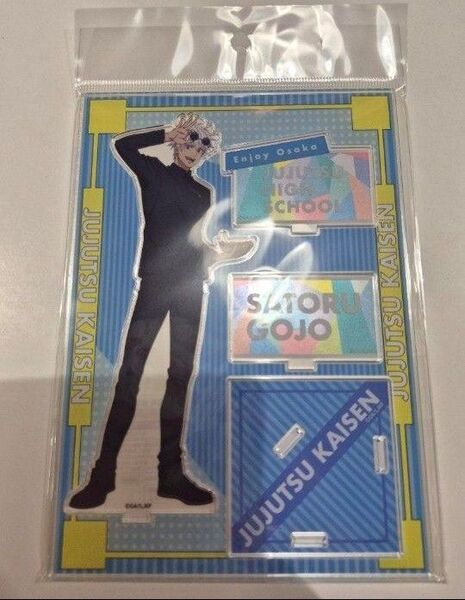 Enjoy Osaka
JUJUTSU
HIGH
SCHOOL
SATORU
GOJO
JUJUTSU KAISEN
JUJUTSU KAISEN
JUJUTSU KAISEN